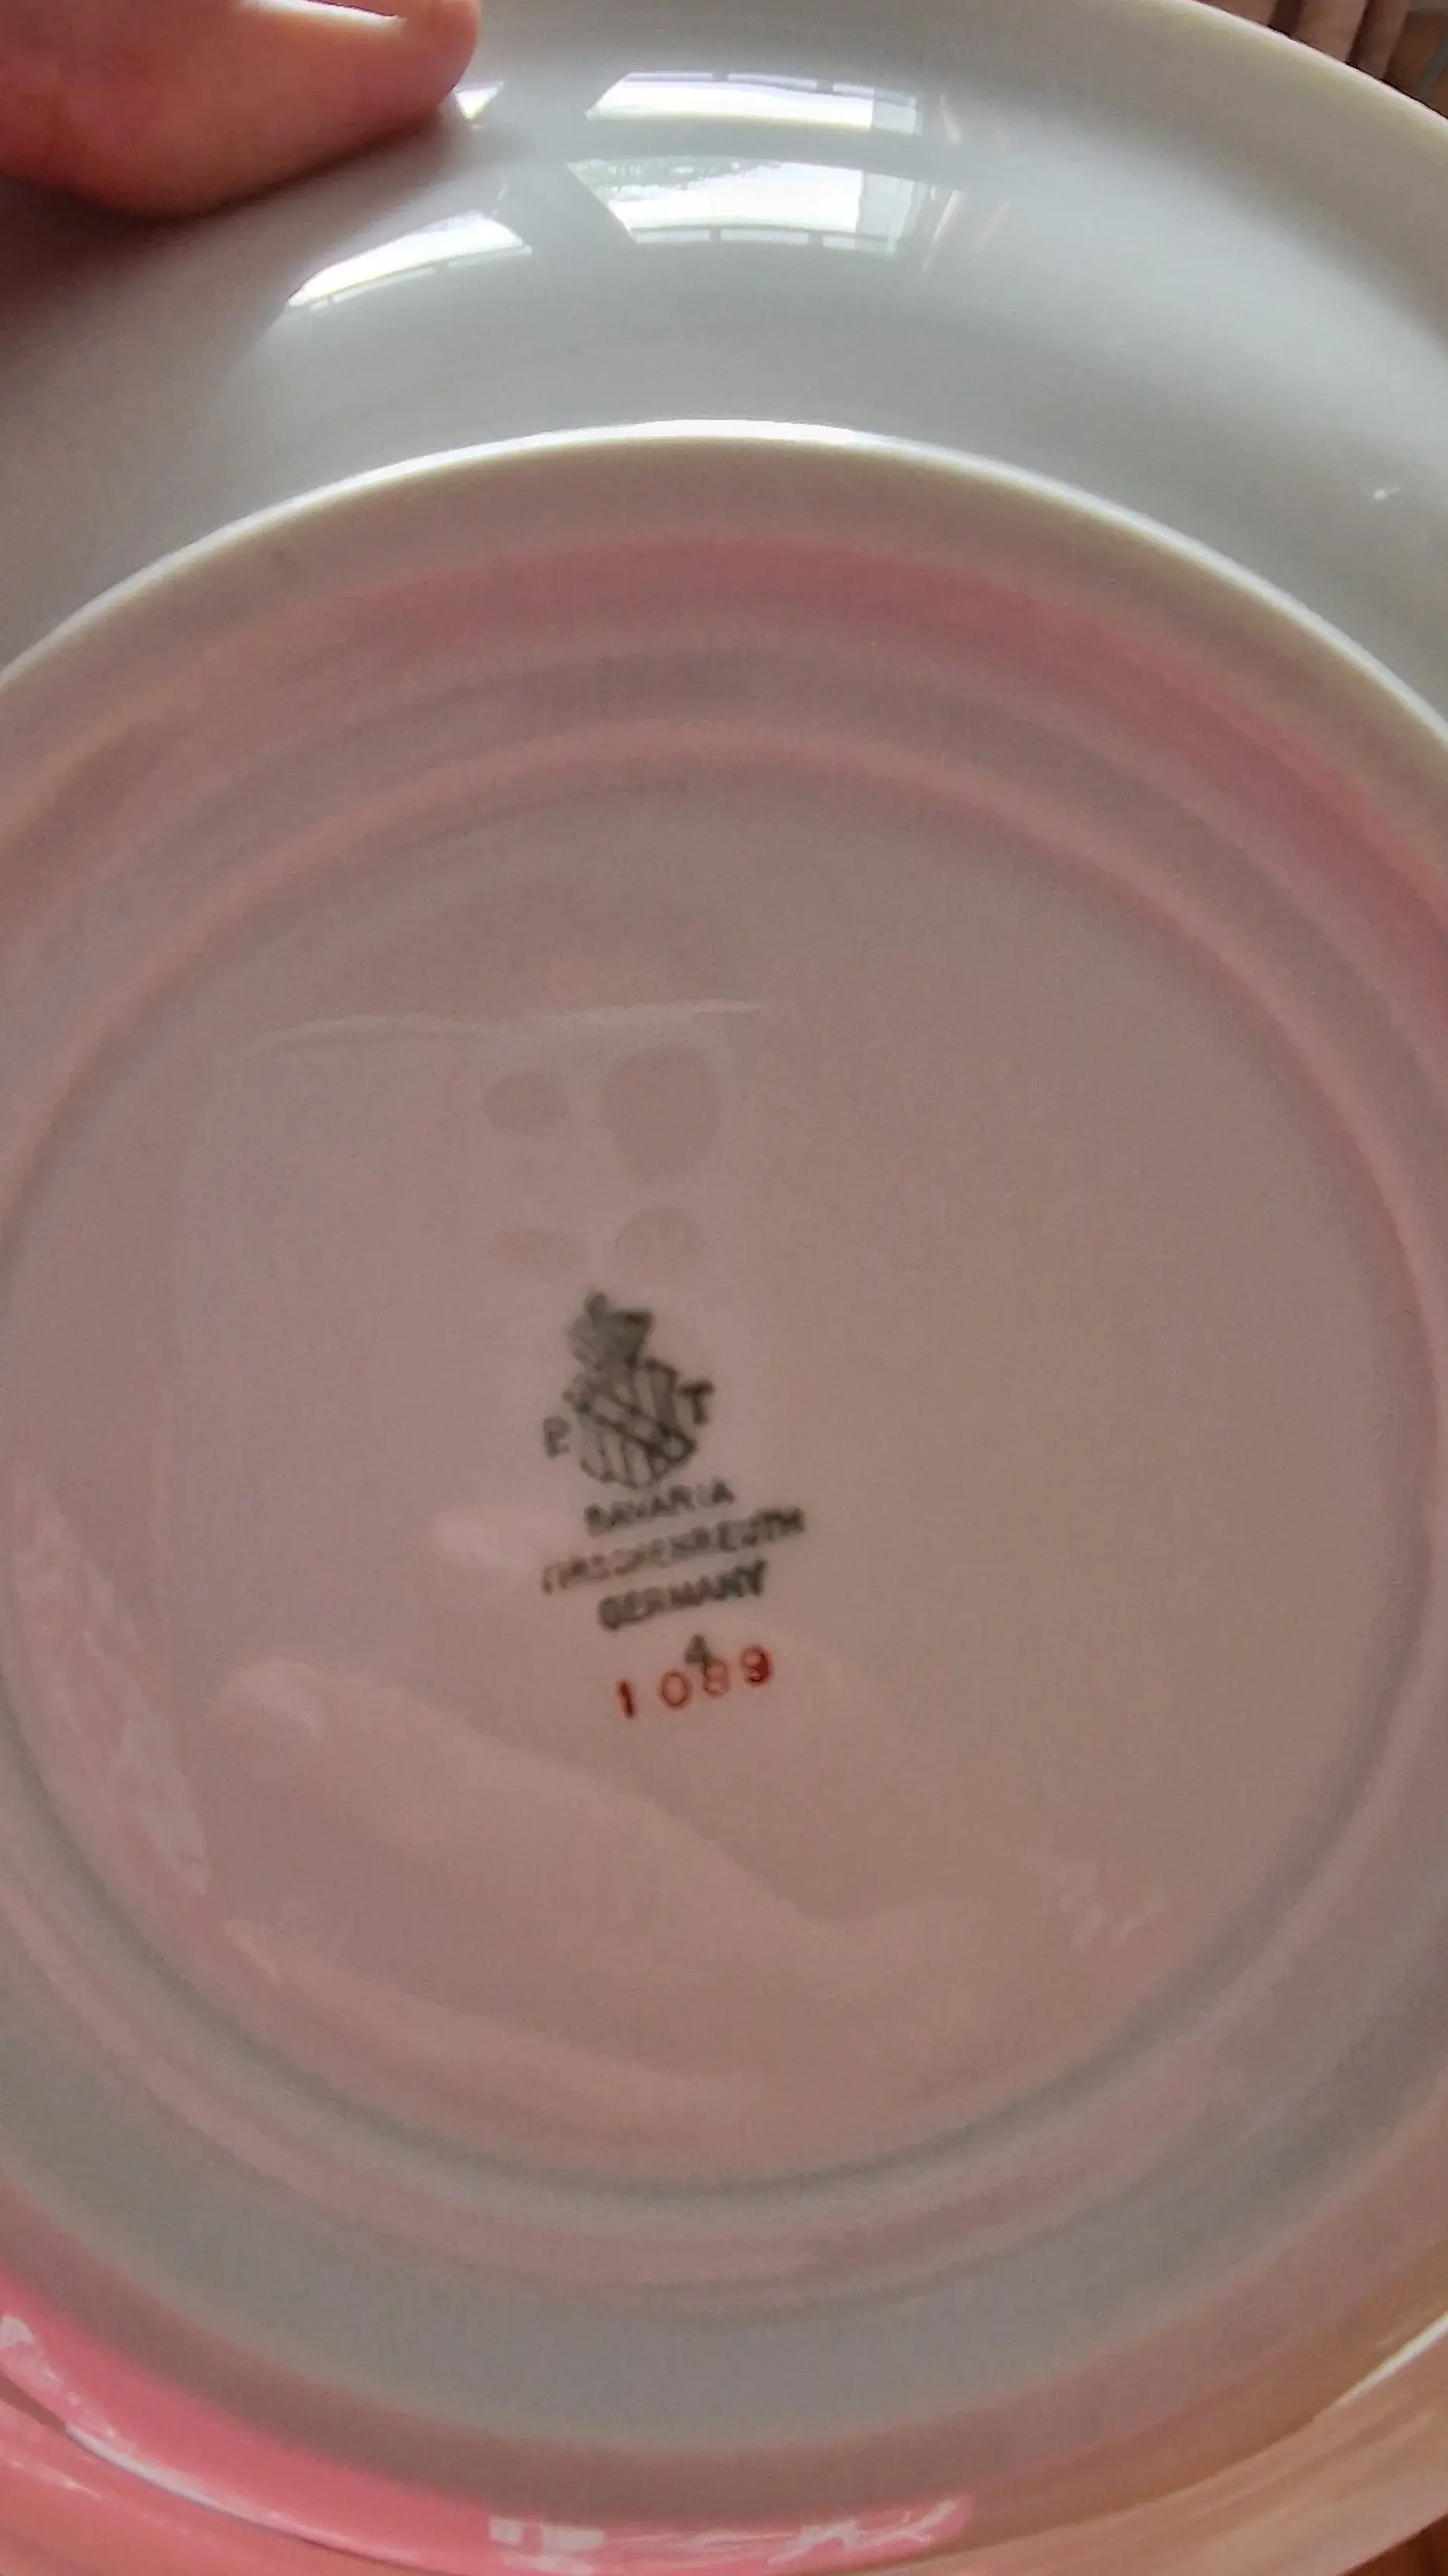 P T
BAVARIA
TIRSCHENREUTH
GERMANY
4
1089